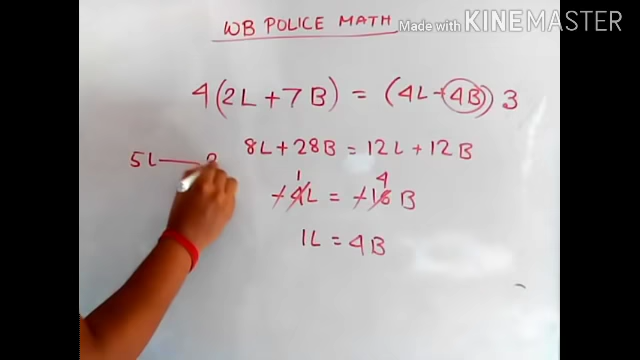 WB POLICE MATH
Made with KINEMASTER
4(2L+7B) = (4L+4B)3
8L+28B = 12L+12B
5L — ?
-4L = -16B
1 4
1L = 4B